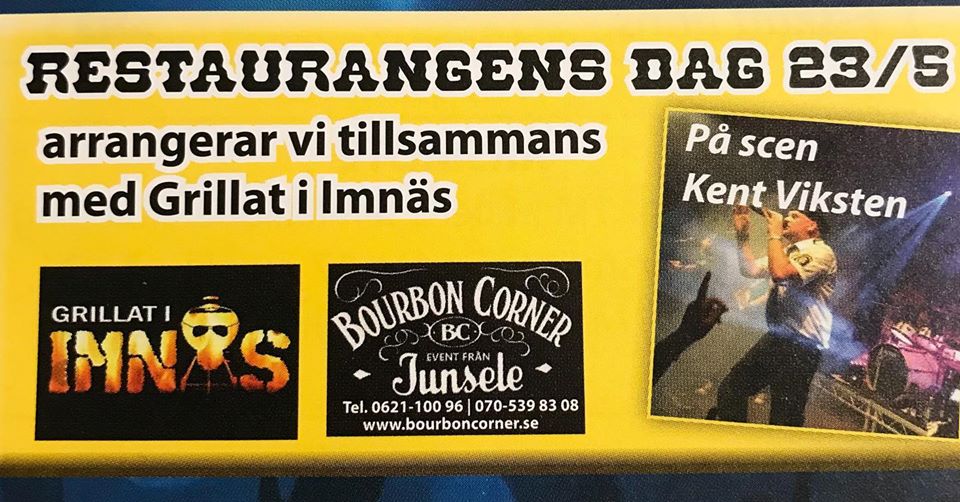 RESTAURANGENS DAG 23/5
arrangerar vi tillsammans
med Grillat i Imnäs
På scen
Kent Viksten
GRILLAT I
IMNÄS
BOURBON CORNER
BC
EVENT FRÅN
Junsele
Tel. 0621-100 96 | 070-539 83 08
www.bourboncorner.se